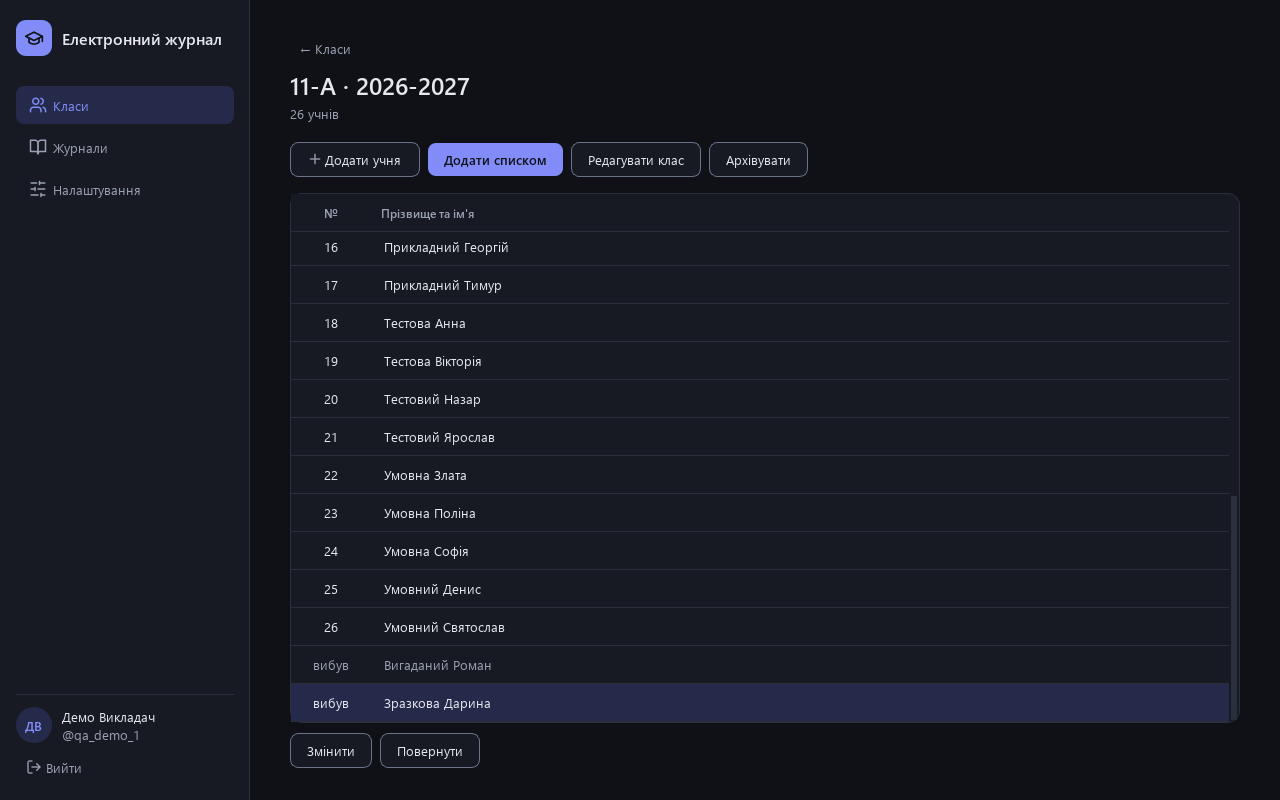 Електронний журнал
Класи
Журнали
Налаштування
ДВ
Демо Викладач
@qa_demo_1
Вийти
← Класи
11-А · 2026-2027
26 учнів
Додати учня
Додати списком
Редагувати клас
Архівувати
№ Прізвище та ім'я
16 Прикладний Георгій
17 Прикладний Тимур
18 Тестова Анна
19 Тестова Вікторія
20 Тестовий Назар
21 Тестовий Ярослав
22 Умовна Злата
23 Умовна Поліна
24 Умовна Софія
25 Умовний Денис
26 Умовний Святослав
вибув Вигаданий Роман
вибув Зразкова Дарина
Змінити
Повернути